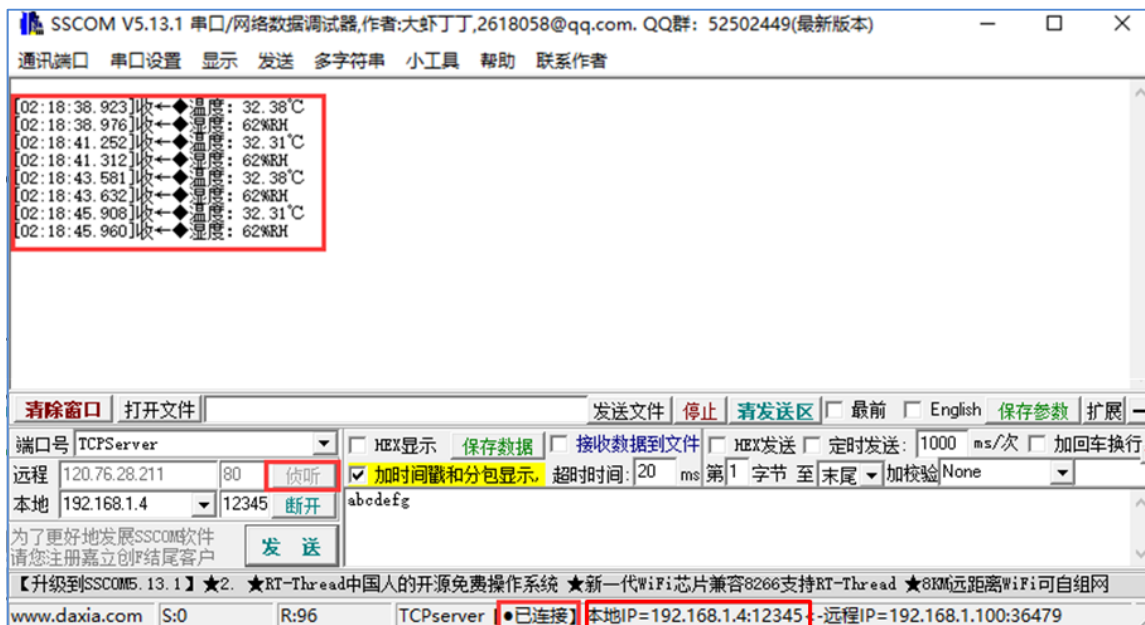 SSCOM V5.13.1 串口/网络数据调试器,作者:大虾丁丁,2618058@qq.com. QQ群: 52502449(最新版本)
通讯端口 串口设置 显示 发送 多字符串 小工具 帮助 联系作者
[02:18:38.923]收←◆温度: 32.38℃
[02:18:38.976]收←◆湿度: 62%RH
[02:18:41.252]收←◆温度: 32.31℃
[02:18:41.312]收←◆湿度: 62%RH
[02:18:43.581]收←◆温度: 32.38℃
[02:18:43.632]收←◆湿度: 62%RH
[02:18:45.908]收←◆温度: 32.31℃
[02:18:45.960]收←◆湿度: 62%RH
清除窗口 打开文件 发送文件 停止 清发送区 最前 English 保存参数 扩展 —
端口号 TCPServer HEX显示 保存数据 接收数据到文件 HEX发送 定时发送: 1000 ms/次 加回车换行
远程 120.76.28.211 80 侦听 加时间戳和分包显示, 超时时间: 20 ms 第 1 字节 至 末尾 加校验 None
本地 192.168.1.4 12345 断开 abcdefg
为了更好地发展SSCOM软件
请您注册嘉立创F结尾客户
发 送
【升级到SSCOM5.13.1】★2. ★RT-Thread中国人的开源免费操作系统 ★新一代WiFi芯片兼容8266支持RT-Thread ★8KM远距离WiFi可自组网
www.daxia.com S:0 R:96 TCPserver【●已连接】本地IP=192.168.1.4:12345<-远程IP=192.168.1.100:36479